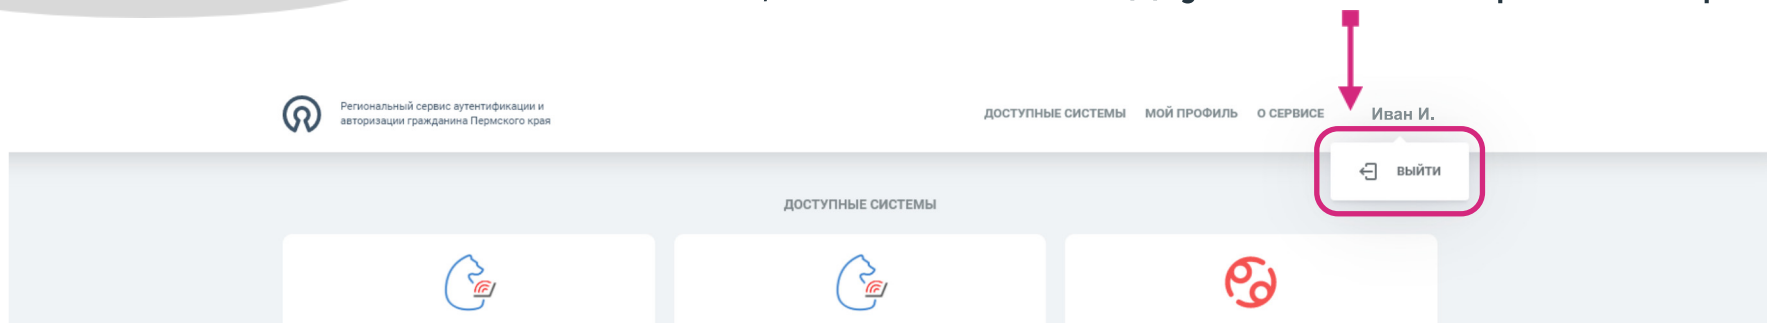 Региональный сервис аутентификации и
авторизации гражданина Пермского края
ДОСТУПНЫЕ СИСТЕМЫ МОЙ ПРОФИЛЬ О СЕРВИСЕ Иван И.
ВЫЙТИ
ДОСТУПНЫЕ СИСТЕМЫ